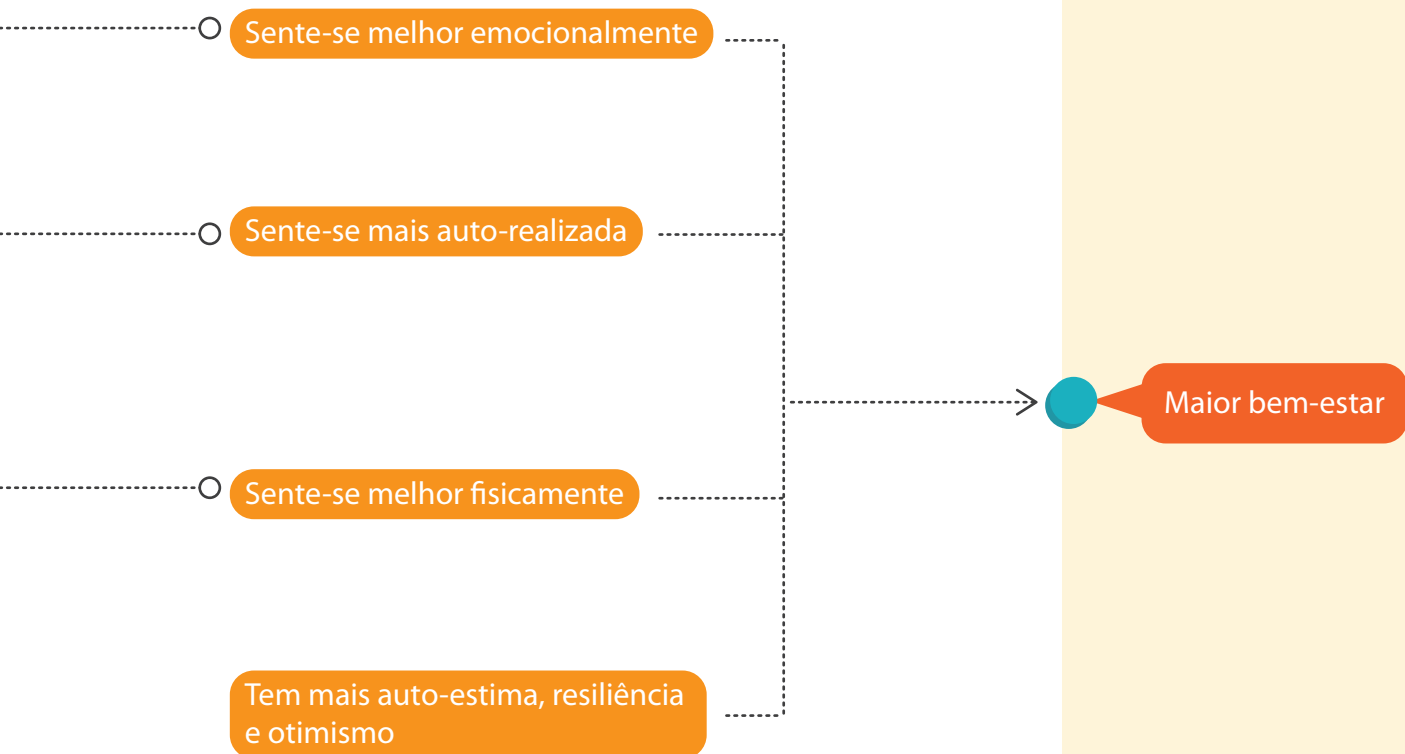 Sente-se melhor emocionalmente
Sente-se mais auto-realizada
Maior bem-estar
Sente-se melhor fisicamente
Tem mais auto-estima, resiliência
e otimismo